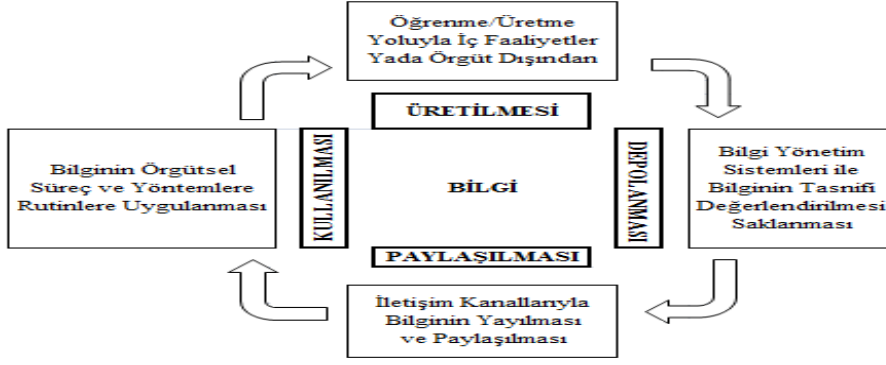 Öğrenme/Üretme
Yoluyla İç Faaliyetler
Yada Örgüt Dışından
ÜRETİLMESİ
Bilginin Örgütsel
Süreç ve Yöntemlere
Rutinlere Uygulanması
KULLANILMASI
BİLGİ
DEPOLANMASI
Bilgi Yönetim
Sistemleri ile
Bilginin Tasnifi
Değerlendirilmesi
Saklanması
PAYLAŞILMASI
İletişim Kanallarıyla
Bilginin Yayılması
ve Paylaşılması